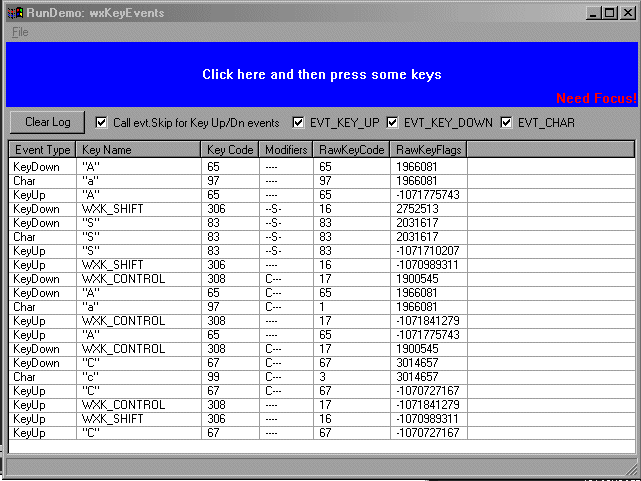 RunDemo: wxKeyEvents
File
Click here and then press some keys
Need Focus!
Clear Log Call evt.Skip for Key Up/Dn events EVT_KEY_UP EVT_KEY_DOWN EVT_CHAR
Event Type Key Name Key Code Modifiers RawKeyCode RawKeyFlags
KeyDown "A" 65 ---- 65 1966081
Char "a" 97 ---- 97 1966081
KeyUp "A" 65 ---- 65 -1071775743
KeyDown WXK_SHIFT 306 --S- 16 2752513
KeyDown "S" 83 --S- 83 2031617
Char "S" 83 --S- 83 2031617
KeyUp "S" 83 --S- 83 -1071710207
KeyUp WXK_SHIFT 306 ---- 16 -1070989311
KeyDown WXK_CONTROL 308 C--- 17 1900545
KeyDown "A" 65 C--- 65 1966081
Char "a" 97 C--- 1 1966081
KeyUp WXK_CONTROL 308 ---- 17 -1071841279
KeyUp "A" 65 ---- 65 -1071775743
KeyDown WXK_CONTROL 308 C--- 17 1900545
KeyDown "C" 67 C--- 67 3014657
Char "c" 99 C--- 3 3014657
KeyUp "C" 67 C--- 67 -1070727167
KeyUp WXK_CONTROL 308 ---- 17 -1071841279
KeyUp WXK_SHIFT 306 ---- 16 -1070989311
KeyUp "C" 67 ---- 67 -1070727167